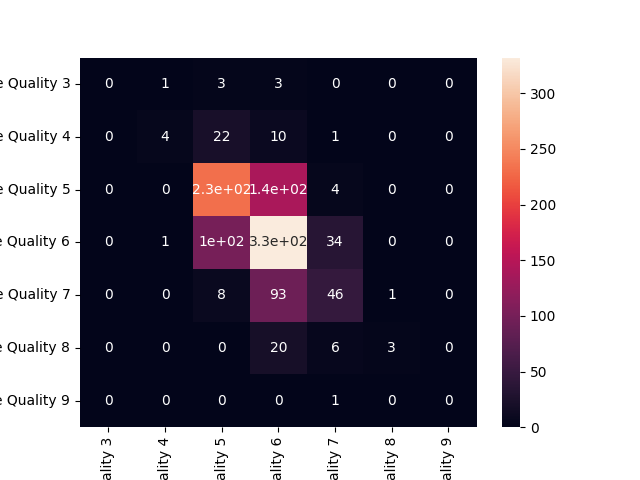 e Quality 3 0 1 3 3 0 0 0
e Quality 4 0 4 22 10 1 0 0
e Quality 5 0 0 2.3e+02 1.4e+02 4 0 0
e Quality 6 0 1 1e+02 3.3e+02 34 0 0
e Quality 7 0 0 8 93 46 1 0
e Quality 8 0 0 0 20 6 3 0
e Quality 9 0 0 0 0 1 0 0
ality 3 ality 4 ality 5 ality 6 ality 7 ality 8 ality 9
300
250
200
150
100
50
0